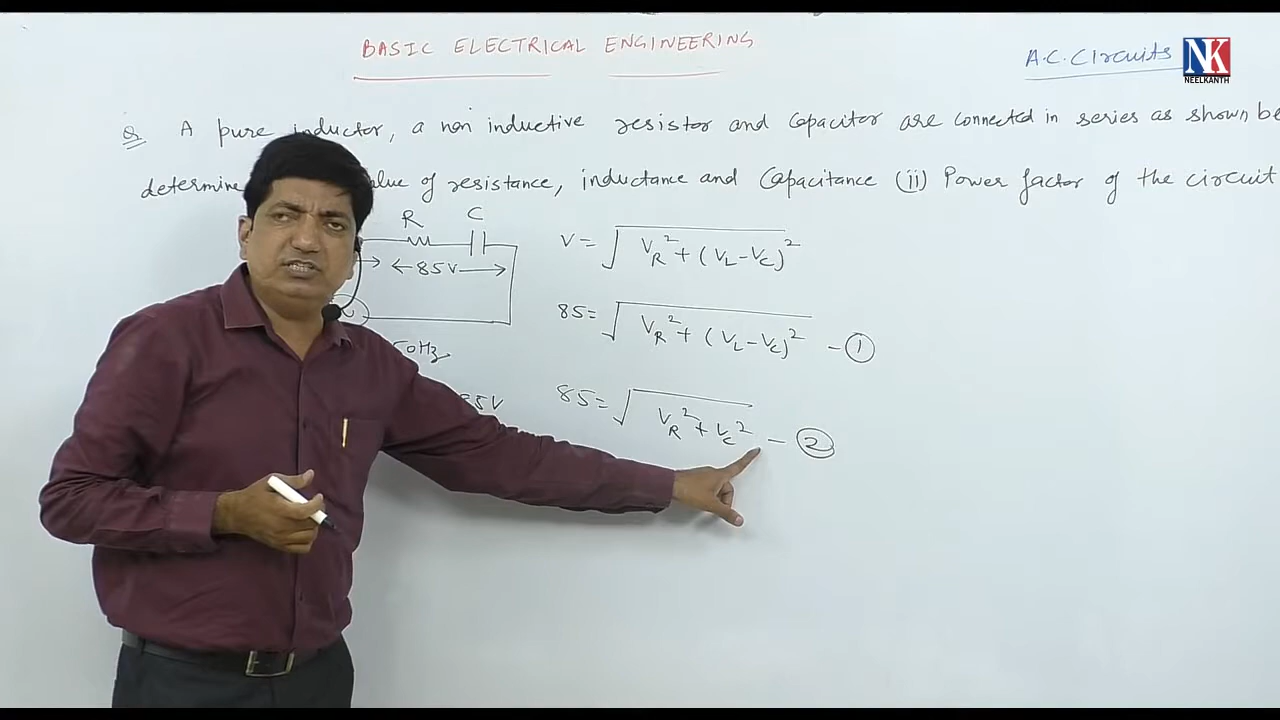 BASIC ELECTRICAL ENGINEERING
A.C. Circuits
NK
NEELKANTH
Q. A pure inductor, a non inductive resistor and capacitor are connected in series as shown be
determine of resistance, inductance and Capacitance (ii) Power factor of the circuit
R C
←85V→
50Hz
85V
V = √(V_R² + (V_L - V_C)²)
85 = √(V_R² + (V_L - V_C)²) - ①
85 = √(V_R² + V_C²) - ②